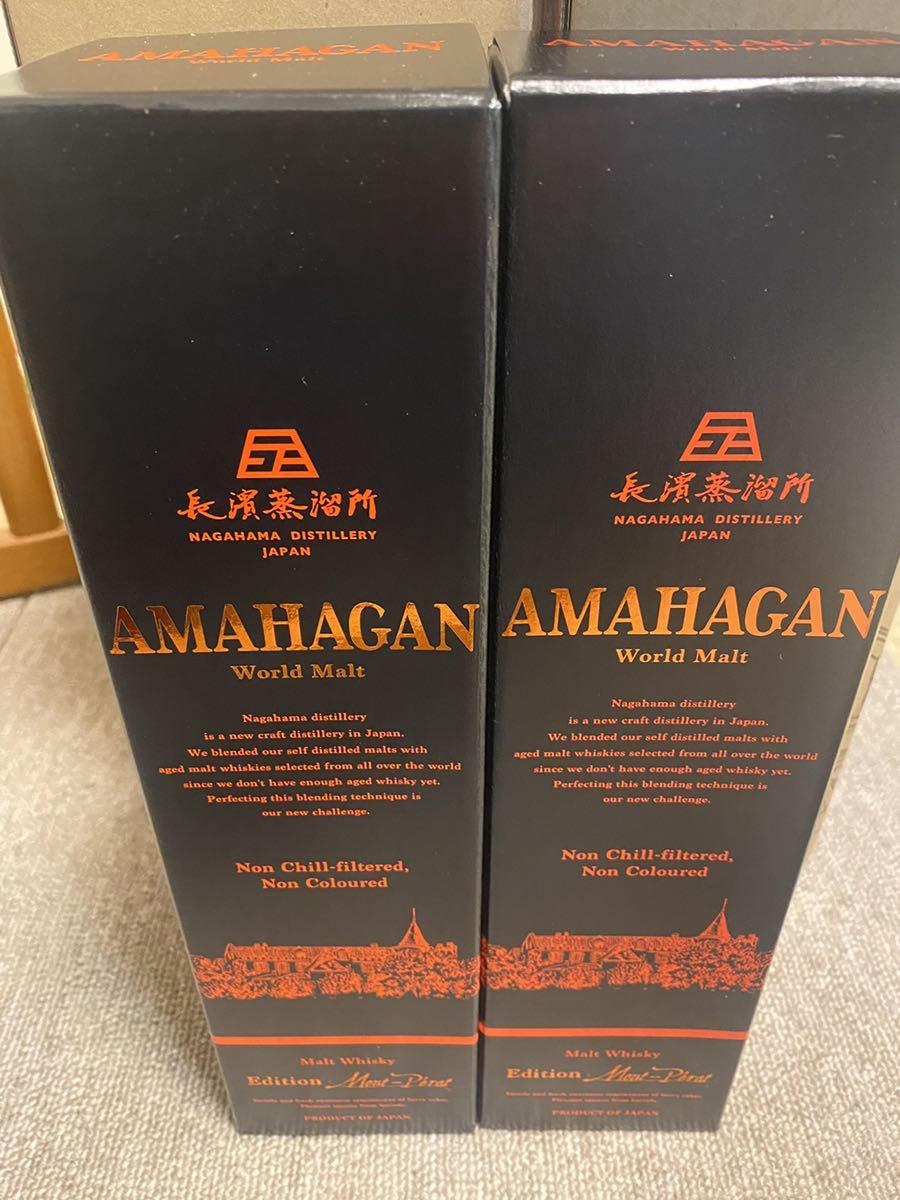 AMAHAGAN
World Malt
長濱蒸溜所
NAGAHAMA DISTILLERY
JAPAN
AMAHAGAN
World Malt
Nagahama distillery
is a new craft distillery in Japan.
We blended our self distilled malts with
aged malt whiskies selected from all over the world
since we don't have enough aged whisky yet.
Perfecting this blending technique is
our new challenge.
Non Chill-filtered,
Non Coloured
Malt Whisky
Edition Mont-Pérat
PRODUCT OF JAPAN
AMAHAGAN
World Malt
長濱蒸溜所
NAGAHAMA DISTILLERY
JAPAN
AMAHAGAN
World Malt
Nagahama distillery
is a new craft distillery in Japan.
We blended our self distilled malts with
aged malt whiskies selected from all over the world
since we don't have enough aged whisky yet.
Perfecting this blending technique is
our new challenge.
Non Chill-filtered,
Non Coloured
Malt Whisky
Edition Mont-Pérat
PRODUCT OF JAPAN